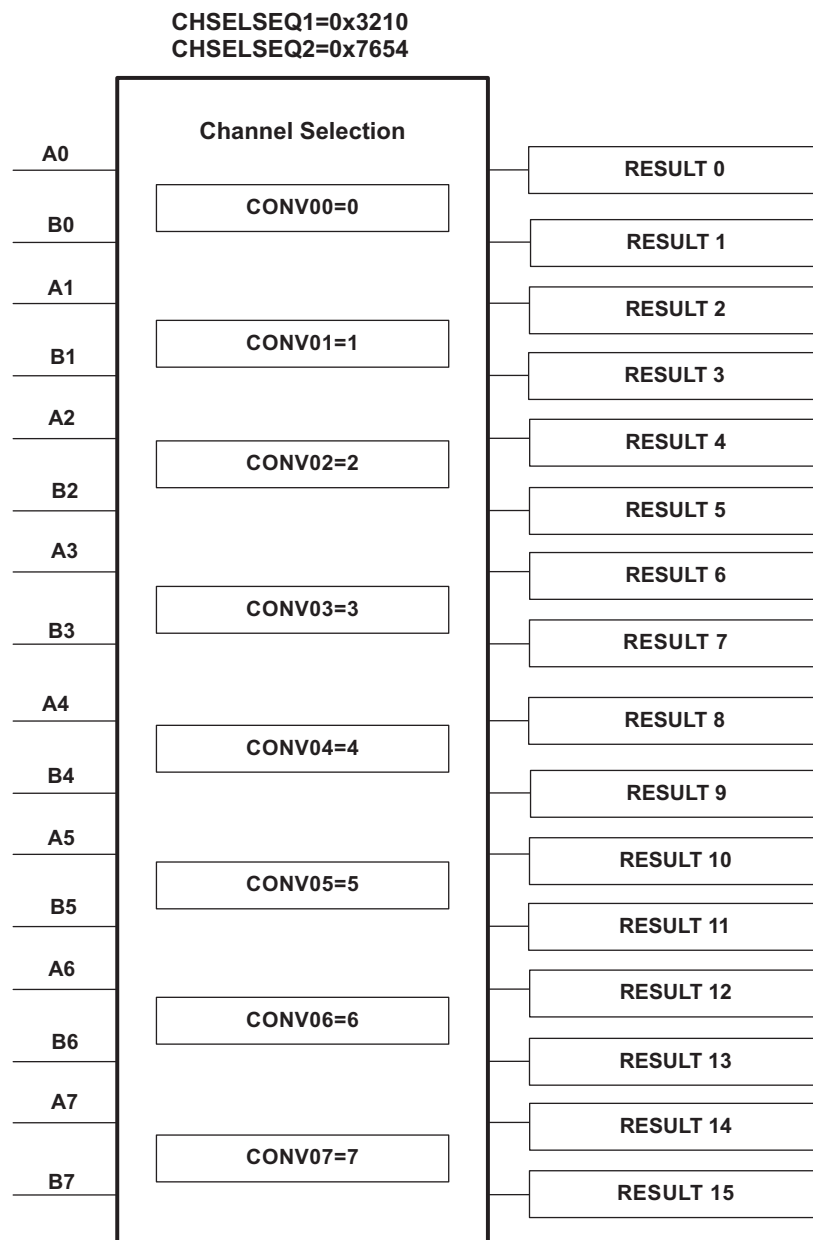 CHSELSEQ1=0x3210
CHSELSEQ2=0x7654
Channel Selection
A0
RESULT 0
CONV00=0
B0
RESULT 1
A1
RESULT 2
CONV01=1
B1
RESULT 3
A2
RESULT 4
CONV02=2
B2
RESULT 5
A3
RESULT 6
CONV03=3
B3
RESULT 7
A4
RESULT 8
CONV04=4
B4
RESULT 9
A5
RESULT 10
CONV05=5
B5
RESULT 11
A6
RESULT 12
CONV06=6
B6
RESULT 13
A7
RESULT 14
CONV07=7
B7
RESULT 15